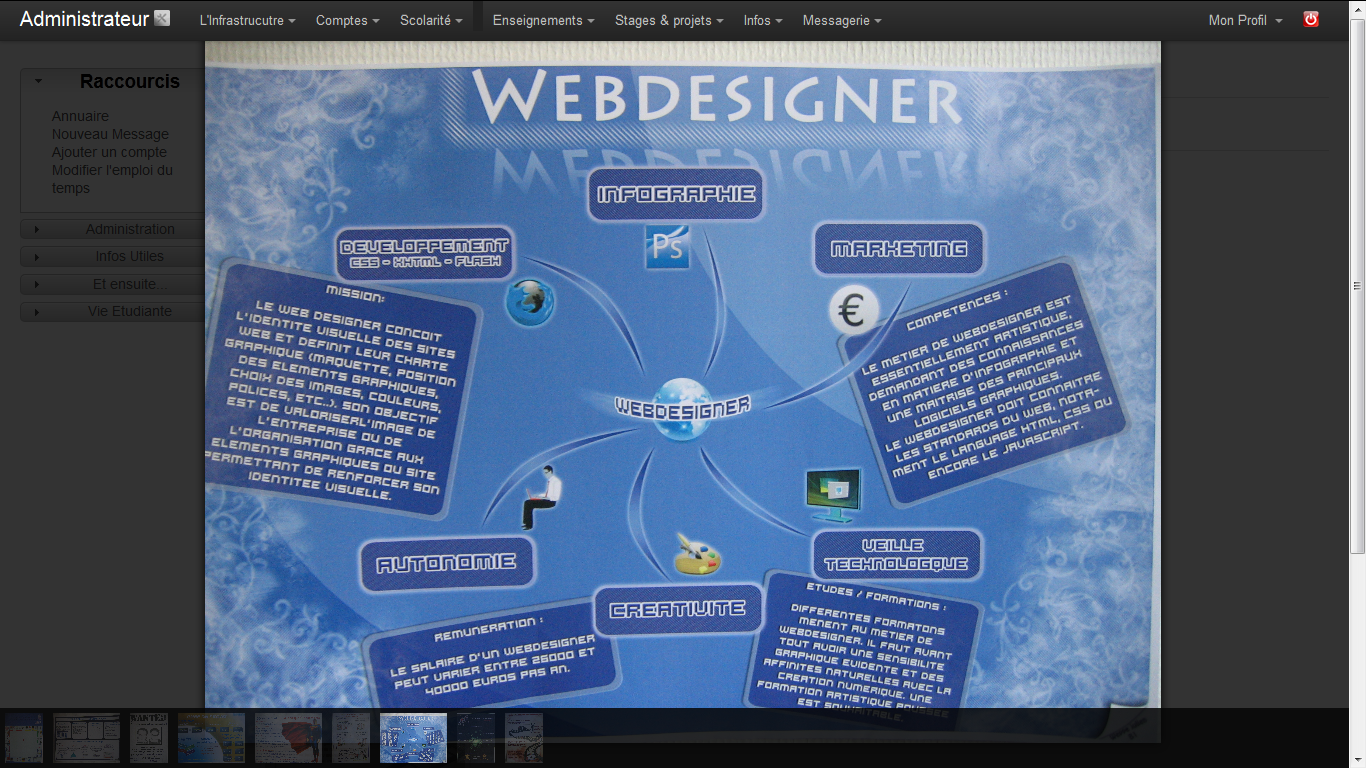 Administrateur
L'Infrastrucutre
Comptes
Scolarité
Enseignements
Stages & projets
Infos
Messagerie
Mon Profil
Raccourcis
Annuaire
Nouveau Message
Ajouter un compte
Modifier l'emploi du
temps
Administration
Infos Utiles
Et ensuite...
Vie Etudiante
WEBDESIGNER
WEBDESIGNER
INFOGRAPHIE
Ps
DEVELOPPEMENT
CSS - XHTML - FLASH
MARKETING
€
MISSION:
LE WEB DESIGNER CONCOIT
L'IDENTITE VISUELLE DES SITES
WEB ET DEFINIT LEUR CHARTE
GRAPHIQUE (MAQUETTE, POSITION
DES ELEMENTS GRAPHIQUES,
CHOIX DES IMAGES, COULEURS,
POLICES, ETC..). SON OBJECTIF
EST DE VALORISERL'IMAGE DE
L'ENTREPRISE OU DE
L'ORGANISATION GRACE AUX
ELEMENTS GRAPHIQUES DU SITE
PERMETTANT DE RENFORCER SON
IDENTITEE VISUELLE.
COMPETENCES :
LE METIER DE WEBDESIGNER EST
ESSENTIELLEMENT ARTISTIQUE,
DEMANDANT DES CONNAISSANCES
EN MATIERE D'INFOGRAPHIE ET
UNE MAITRISE DES PRINCIPAUX
LOGICIELS GRAPHIQUES.
LE WEBDESIGNER DOIT CONNAITRE
LES STANDARDS DU WEB, NOTA-
MENT LE LANGUAGE HTML, CSS OU
ENCORE LE JAVASCRIPT.
WEBDESIGNER
AUTONOMIE
CREATIVITE
VEILLE
TECHNOLOGQUE
REMUNERATION :
LE SALAIRE D'UN WEBDESIGNER
PEUT VARIER ENTRE 26000 ET
40000 EUROS PAS AN.
ETUDES / FORMATIONS :
DIFFERENTES FORMATONS
MENENT AU METIER DE
WEBDESIGNER. IL FAUT AVANT
TOUT AVOIR UNE SENSIBILITE
GRAPHIQUE EVIDENTE ET DES
AFFINITES NATURELLES AVEC LA
CREATION NUMERIQUE. UNE
FORMATION ARTISTIQUE POUSSEE
EST SOUHAITABLE.
WANTED